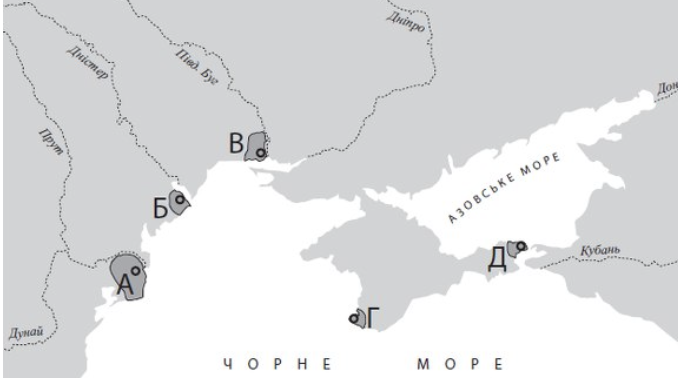 Дніпро
Дністер
Півд. Буг
Дон
Прут
В
АЗОВСЬКЕ МОРЕ
Б
Д
Кубань
А
Г
Дунай
ЧОРНЕ МОРЕ